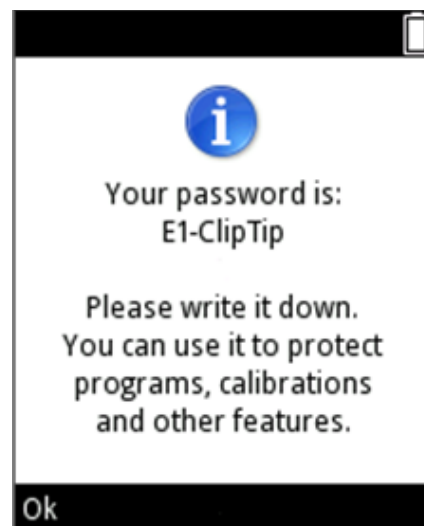 Your password is:
E1-ClipTip
Please write it down.
You can use it to protect
programs, calibrations
and other features.
Ok